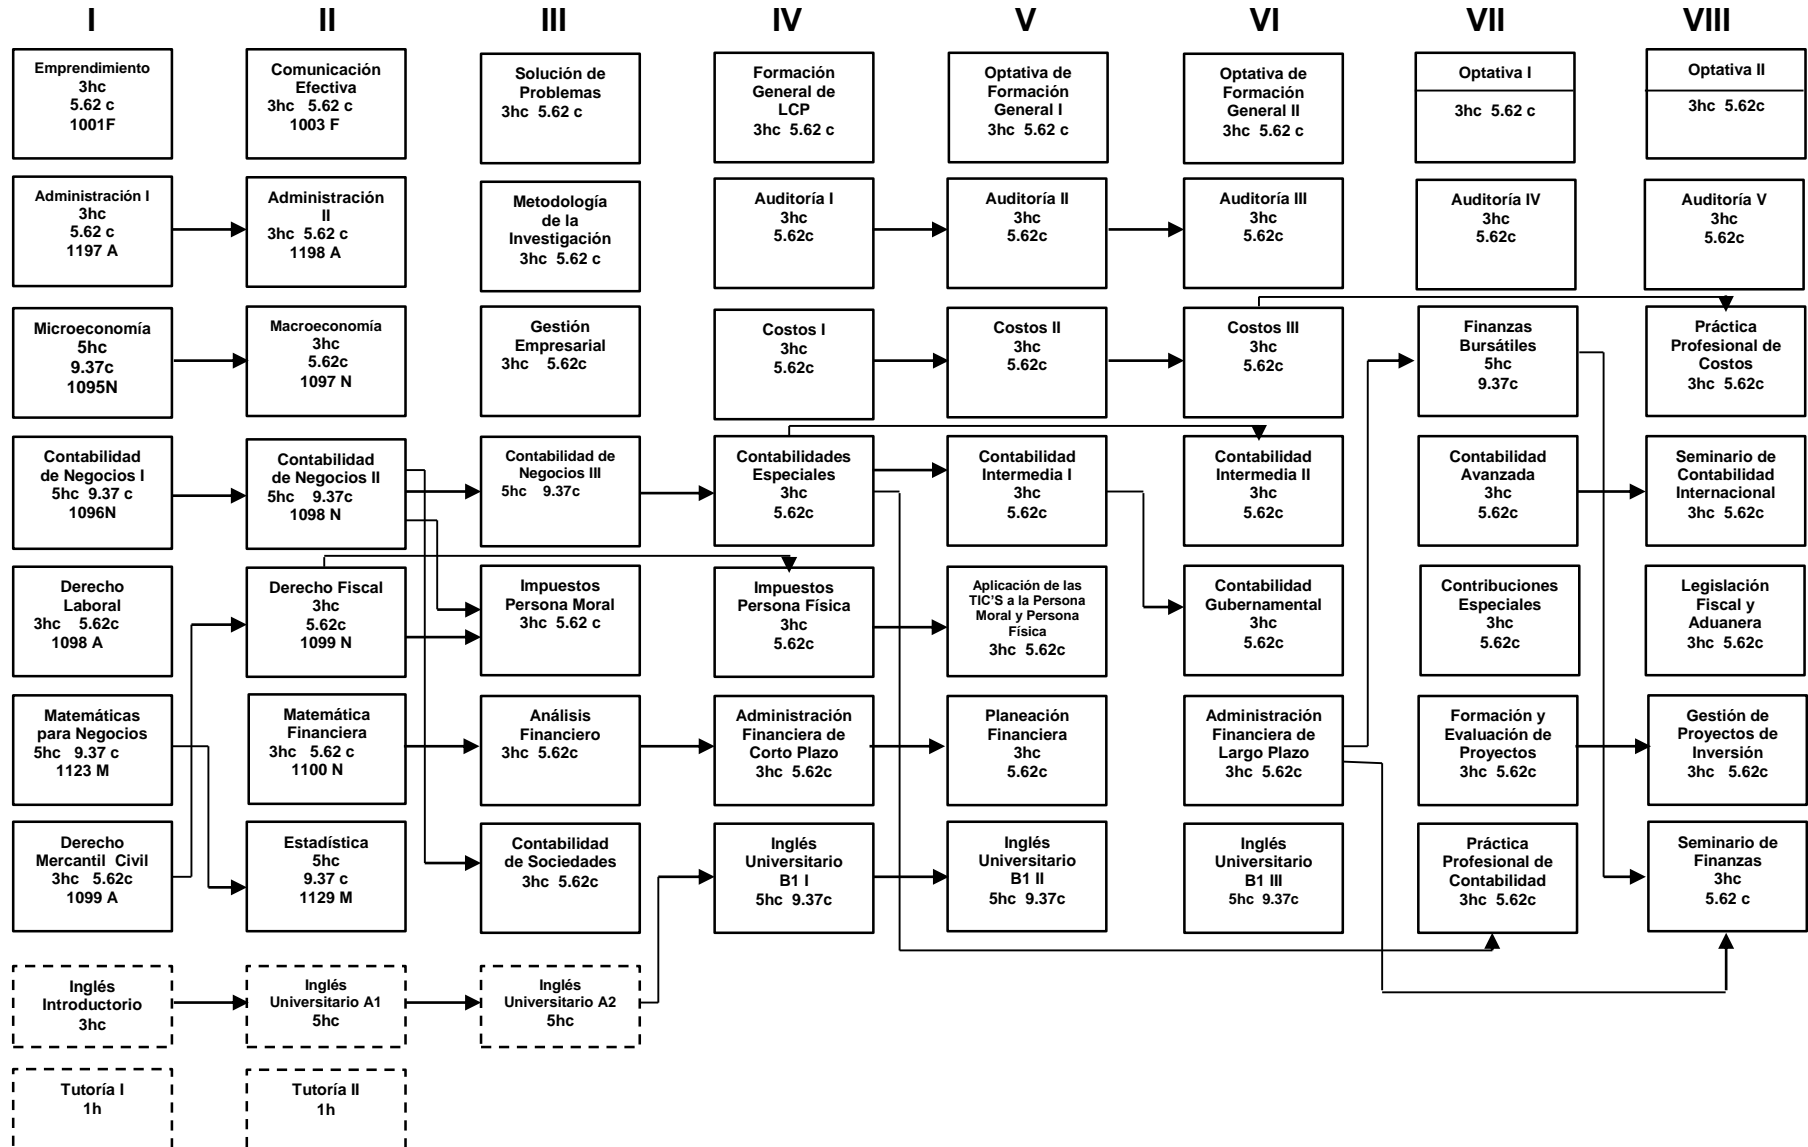 I
II
III
IV
V
VI
VII
VIII
Emprendimiento
3hc
5.62 c
1001F
Comunicación
Efectiva
3hc 5.62 c
1003 F
Solución de
Problemas
3hc 5.62 c
Formación
General de
LCP
3hc 5.62 c
Optativa de
Formación
General I
3hc 5.62 c
Optativa de
Formación
General II
3hc 5.62 c
Optativa I
3hc 5.62 c
Optativa II
3hc 5.62c
Administración I
3hc
5.62 c
1197 A
Administración
II
3hc 5.62 c
1198 A
Metodología
de la
Investigación
3hc 5.62 c
Auditoría I
3hc
5.62c
Auditoría II
3hc
5.62c
Auditoría III
3hc
5.62c
Auditoría IV
3hc
5.62c
Auditoría V
3hc
5.62c
Microeconomía
5hc
9.37c
1095N
Macroeconomía
3hc
5.62c
1097 N
Gestión
Empresarial
3hc 5.62c
Costos I
3hc
5.62c
Costos II
3hc
5.62c
Costos III
3hc
5.62c
Finanzas
Bursátiles
5hc
9.37c
Práctica
Profesional de
Costos
3hc 5.62c
Contabilidad
de Negocios I
5hc 9.37 c
1096N
Contabilidad
de Negocios II
5hc 9.37c
1098 N
Contabilidad de
Negocios III
5hc 9.37c
Contabilidades
Especiales
3hc
5.62c
Contabilidad
Intermedia I
3hc
5.62c
Contabilidad
Intermedia II
3hc
5.62c
Contabilidad
Avanzada
3hc
5.62c
Seminario de
Contabilidad
Internacional
3hc 5.62c
Derecho
Laboral
3hc 5.62c
1098 A
Derecho Fiscal
3hc
5.62c
1099 N
Impuestos
Persona Moral
3hc 5.62 c
Impuestos
Persona Física
3hc
5.62c
Aplicación de las
TIC'S a la Persona
Moral y Persona
Física
3hc 5.62c
Contabilidad
Gubernamental
3hc
5.62c
Contribuciones
Especiales
3hc
5.62c
Legislación
Fiscal y
Aduanera
3hc 5.62c
Matemáticas
para Negocios
5hc 9.37 c
1123 M
Matemática
Financiera
3hc 5.62 c
1100 N
Análisis
Financiero
3hc 5.62c
Administración
Financiera de
Corto Plazo
3hc 5.62c
Planeación
Financiera
3hc
5.62c
Administración
Financiera de
Largo Plazo
3hc 5.62c
Formación y
Evaluación de
Proyectos
3hc 5.62c
Gestión de
Proyectos de
Inversión
3hc 5.62c
Derecho
Mercantil Civil
3hc 5.62c
1099 A
Estadística
5hc
9.37 c
1129 M
Contabilidad
de Sociedades
3hc 5.62c
Inglés
Universitario
B1 I
5hc 9.37c
Inglés
Universitario
B1 II
5hc 9.37c
Inglés
Universitario
B1 III
5hc 9.37c
Práctica
Profesional de
Contabilidad
3hc 5.62c
Seminario de
Finanzas
3hc
5.62 c
Inglés
Introductorio
3hc
Inglés
Universitario A1
5hc
Inglés
Universitario A2
5hc
Tutoría I
1h
Tutoría II
1h